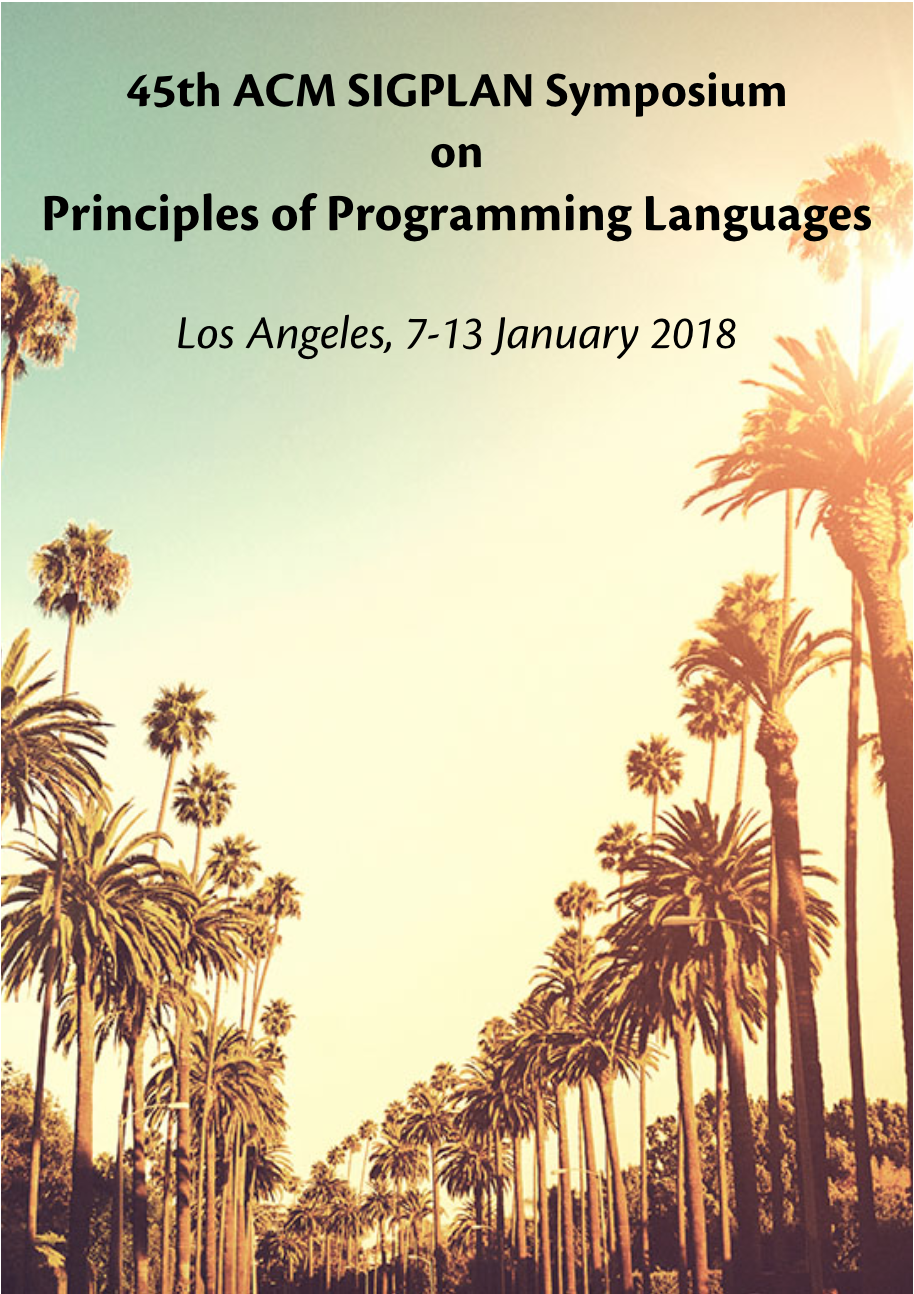 45th ACM SIGPLAN Symposium
on
Principles of Programming Languages
Los Angeles, 7-13 January 2018